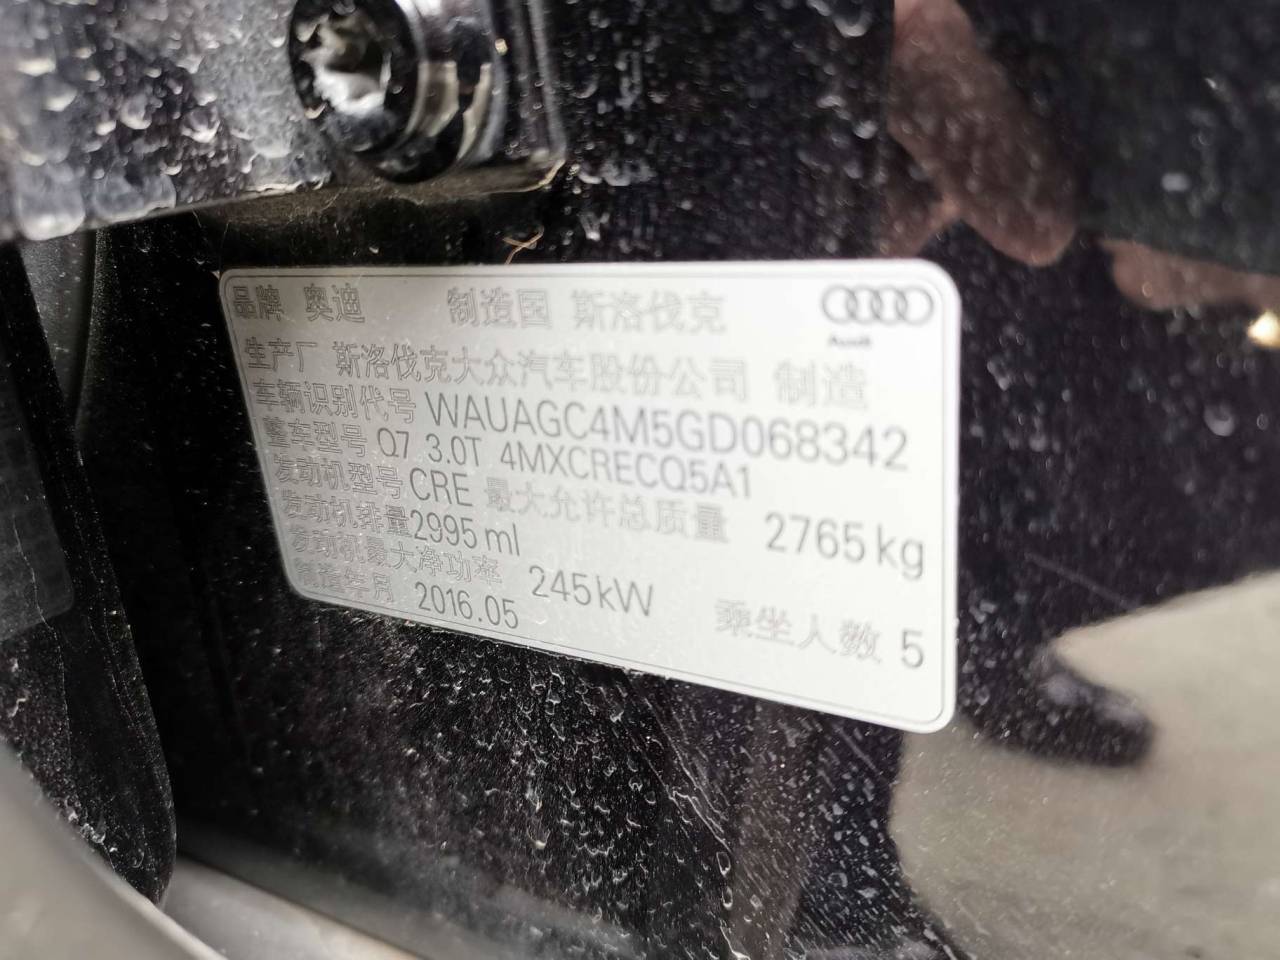 品牌 奥迪 制造国 斯洛伐克
Audi
生产厂 斯洛伐克大众汽车股份公司 制造
车辆识别代号 WAUAGC4M5GD068342
整车型号 Q7 3.0T 4MXCRECQ5A1
发动机型号 CRE 最大允许总质量 2765 kg
发动机排量 2995 ml
发动机最大净功率 245 kW 乘坐人数 5
制造年月 2016.05